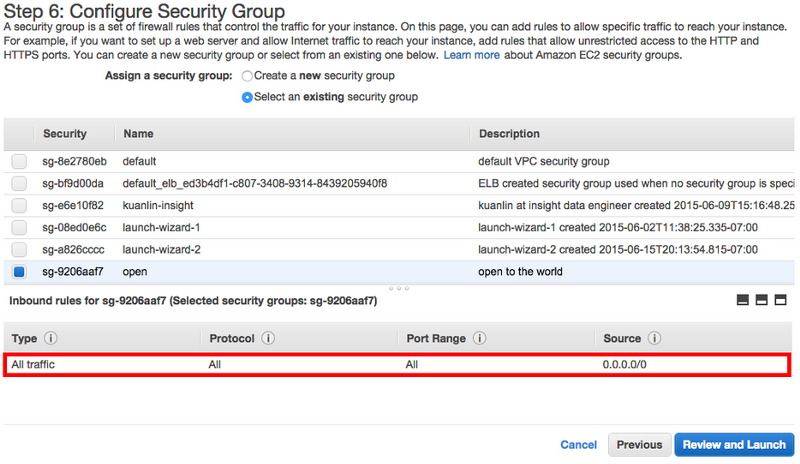 Step 6: Configure Security Group
A security group is a set of firewall rules that control the traffic for your instance. On this page, you can add rules to allow specific traffic to reach your instance.
For example, if you want to set up a web server and allow Internet traffic to reach your instance, add rules that allow unrestricted access to the HTTP and
HTTPS ports. You can create a new security group or select from an existing one below. Learn more about Amazon EC2 security groups.
Assign a security group: Create a new security group
Select an existing security group
Security Name Description
sg-8e2780eb default default VPC security group
sg-bf9d00da default_elb_ed3b4df1-c807-3408-9314-8439205940f8 ELB created security group used when no security group is speci
sg-e6e10f82 kuanlin-insight kuanlin at insight data engineer created 2015-06-09T15:16:48.25
sg-08ed0e6c launch-wizard-1 launch-wizard-1 created 2015-06-02T11:38:25.335-07:00
sg-a826cccc launch-wizard-2 launch-wizard-2 created 2015-06-15T20:13:54.815-07:00
sg-9206aaf7 open open to the world
Inbound rules for sg-9206aaf7 (Selected security groups: sg-9206aaf7)
Type Protocol Port Range Source
All traffic All All 0.0.0.0/0
Cancel Previous Review and Launch